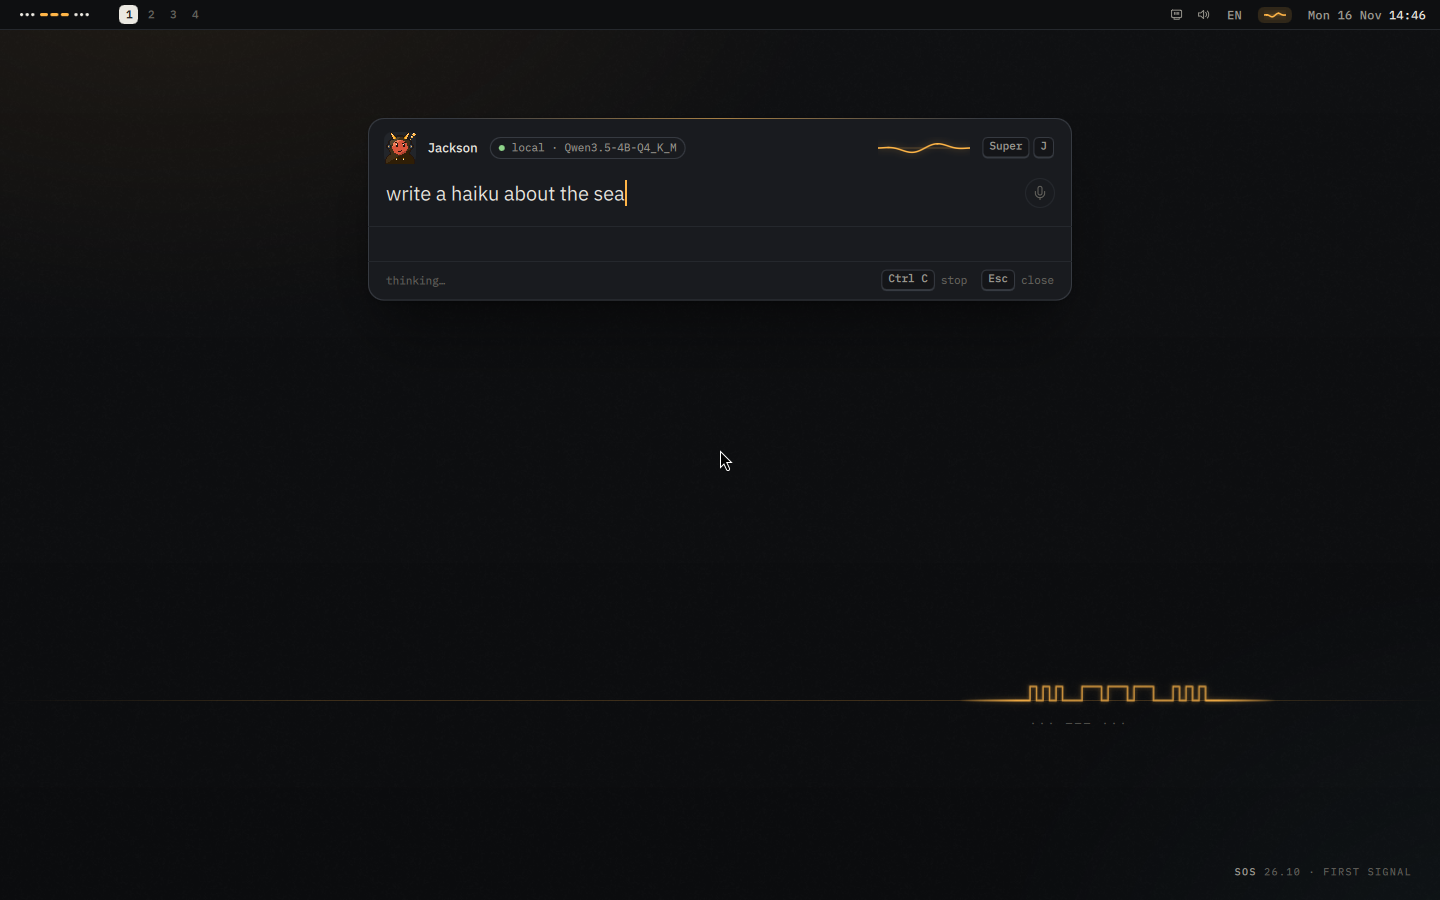 1 2 3 4
EN
Mon 16 Nov 14:46
Jackson
local · Qwen3.5-4B-Q4_K_M
Super J
write a haiku about the sea
thinking…
Ctrl C stop
Esc close
... ——— ...
SOS 26.10 · FIRST SIGNAL